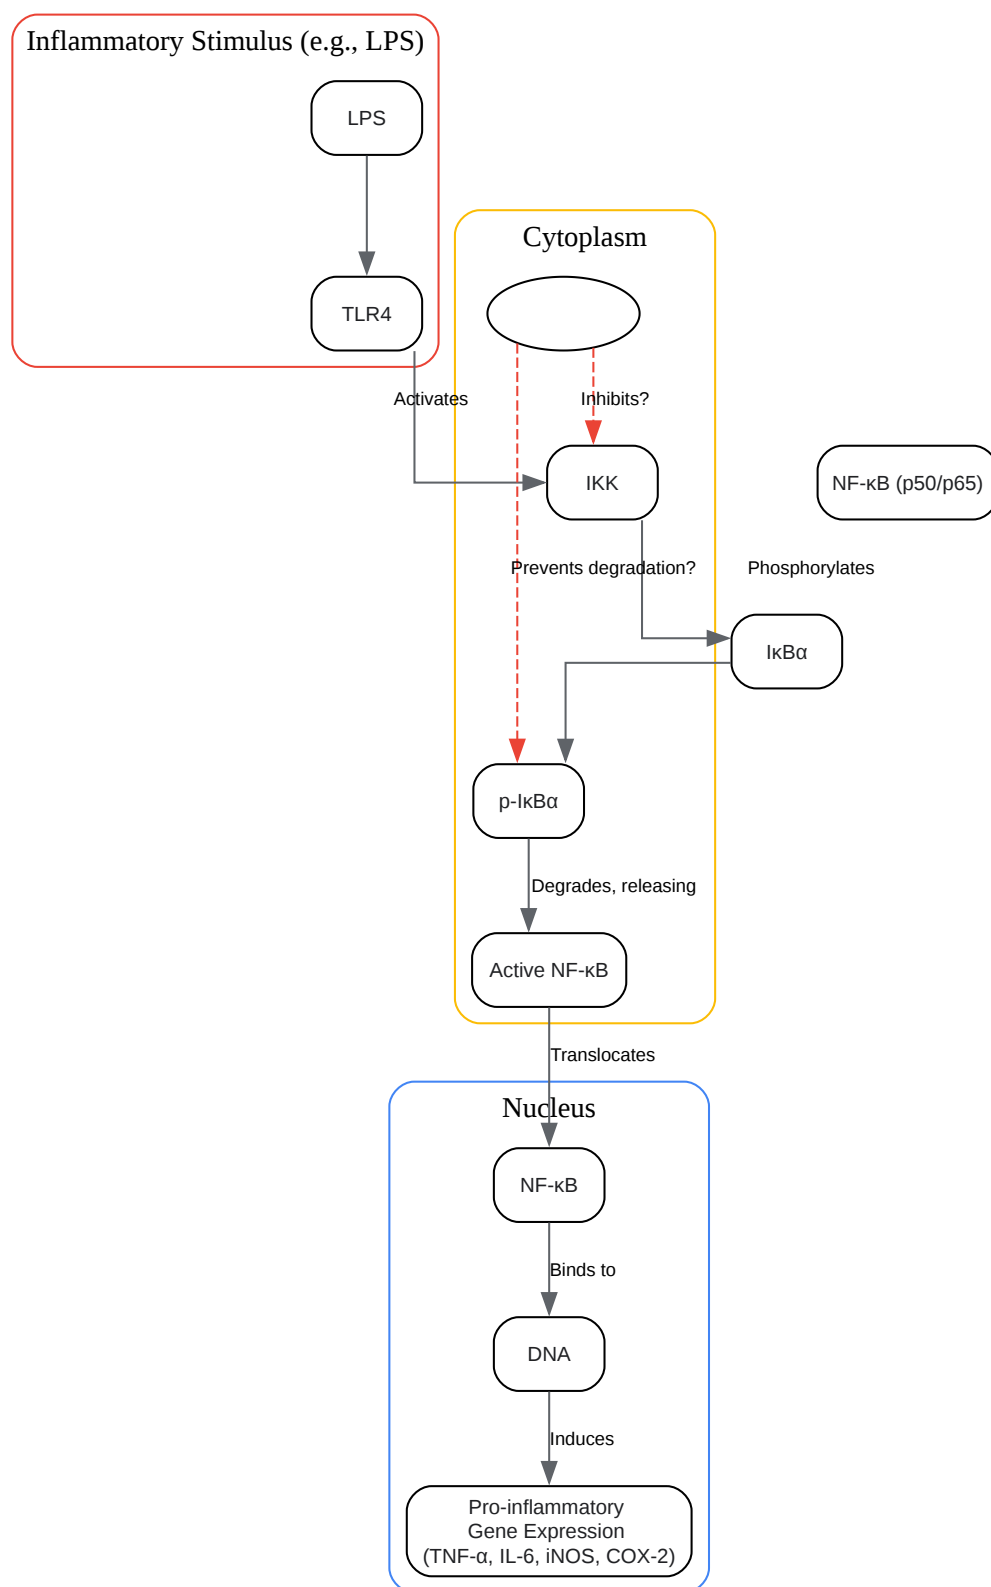 Inflammatory Stimulus (e.g., LPS)
LPS
TLR4
Cytoplasm
Activates
Inhibits?
IKK
NF-κB (p50/p65)
Prevents degradation?
Phosphorylates
IκBα
p-IκBα
Degrades, releasing
Active NF-κB
Translocates
Nucleus
NF-κB
Binds to
DNA
Induces
Pro-inflammatory
Gene Expression
(TNF-α, IL-6, iNOS, COX-2)